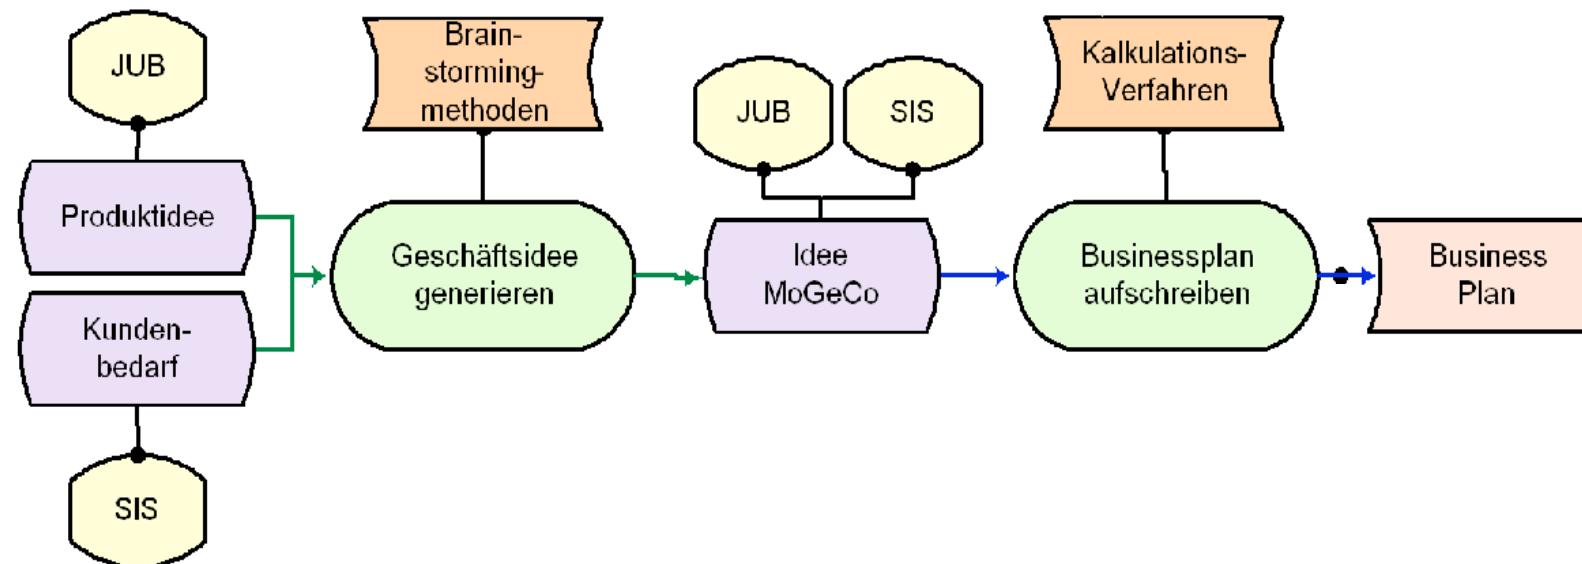 JUB
Brain-
storming-
methoden
Kalkulations-
Verfahren
JUB
SIS
Produktidee
Geschäftsidee
generieren
Idee
MoGeCo
Businessplan
aufschreiben
Business
Plan
Kunden-
bedarf
SIS